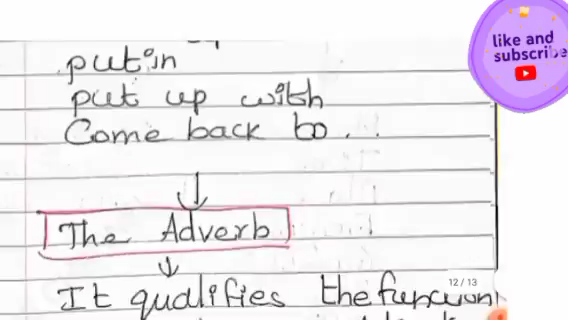 like and
subscribe
put in
put up with
Come back to . .
The Adverb
12/13
It qualifies the function